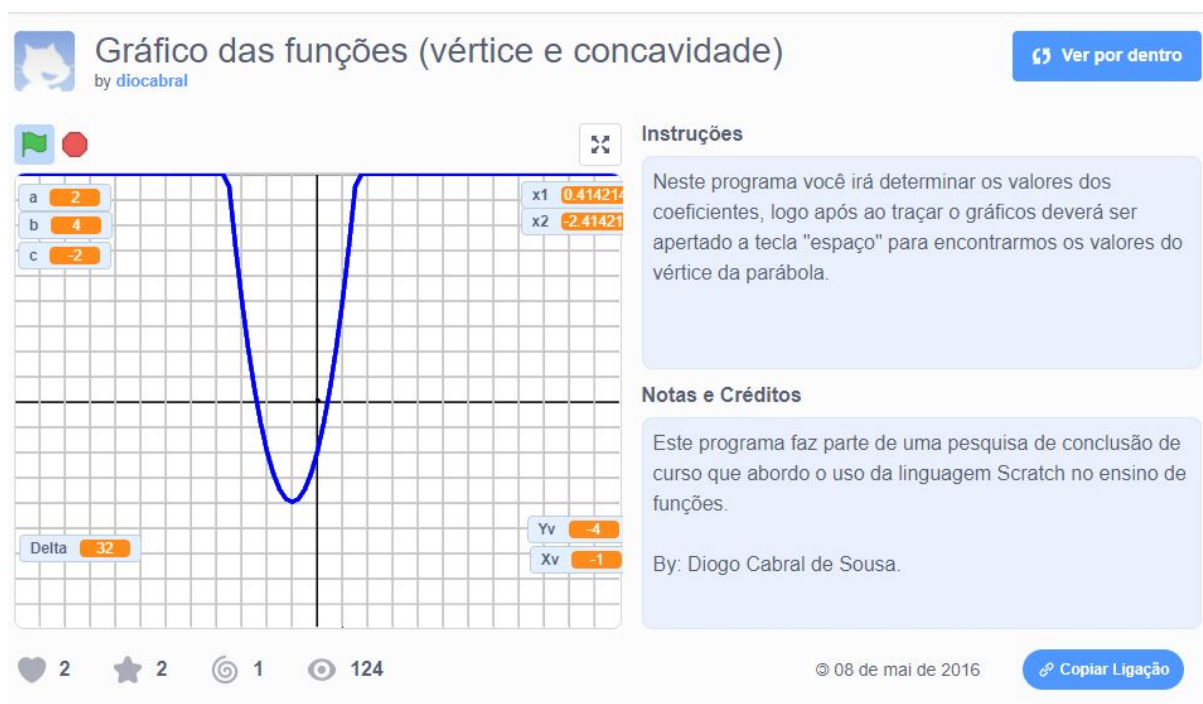 Gráfico das funções (vértice e concavidade)
by diocabral
Ver por dentro
a 2
b 4
c -2
x1 0.414214
x2 -2.41421
Delta 32
Yv -4
Xv -1
Instruções
Neste programa você irá determinar os valores dos
coeficientes, logo após ao traçar o gráficos deverá ser
apertado a tecla "espaço" para encontrarmos os valores do
vértice da parábola.
Notas e Créditos
Este programa faz parte de uma pesquisa de conclusão de
curso que abordo o uso da linguagem Scratch no ensino de
funções.
By: Diogo Cabral de Sousa.
2 2 1 124
© 08 de mai de 2016
Copiar Ligação